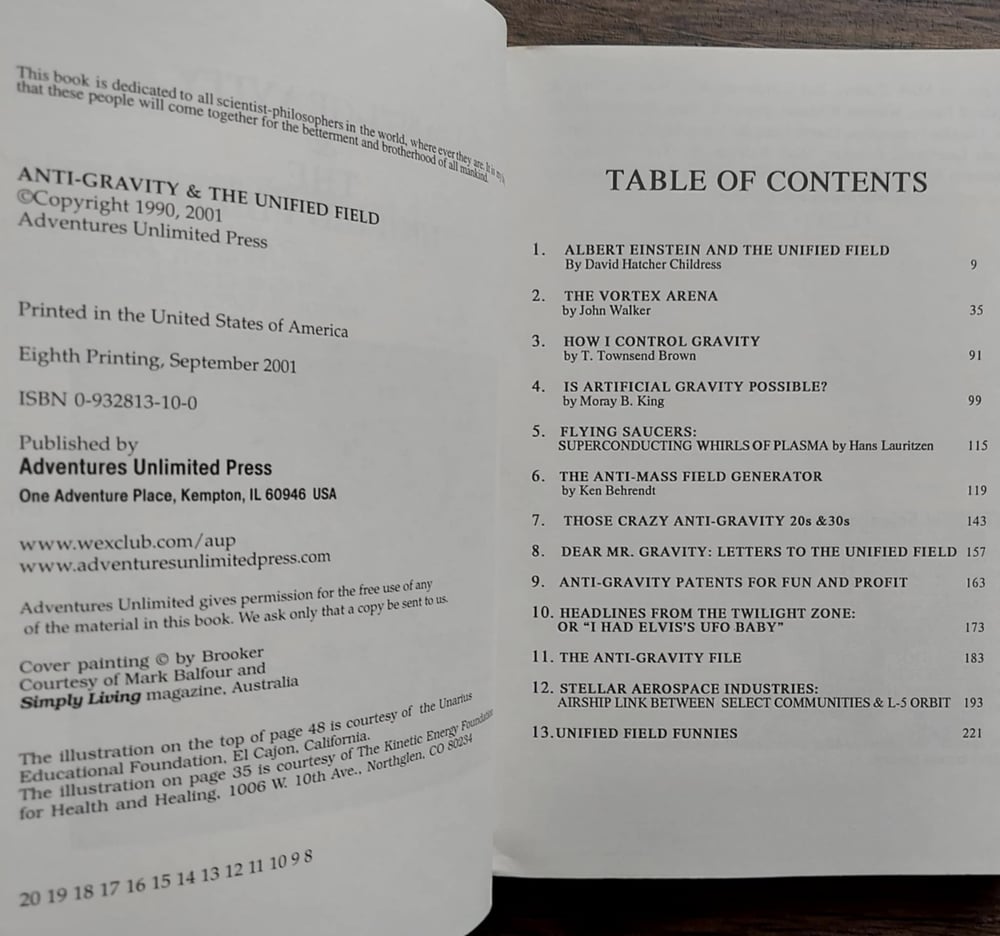 This book is dedicated to all scientist-philosophers in the world, where ever they are. It is my
that these people will come together for the betterment and brotherhood of all mankind.
ANTI-GRAVITY & THE UNIFIED FIELD
©Copyright 1990, 2001
Adventures Unlimited Press
Printed in the United States of America
Eighth Printing, September 2001
ISBN 0-932813-10-0
Published by
Adventures Unlimited Press
One Adventure Place, Kempton, IL 60946 USA
www.wexclub.com/aup
www.adventuresunlimitedpress.com
Adventures Unlimited gives permission for the free use of any
of the material in this book. We ask only that a copy be sent to us.
Cover painting © by Brooker
Courtesy of Mark Balfour and
Simply Living magazine, Australia
The illustration on the top of page 48 is courtesy of the Unarius
Educational Foundation, El Cajon, California.
The illustration on page 35 is courtesy of The Kinetic Energy Foundation
for Health and Healing, 1006 W. 10th Ave., Northglen, CO 80234
20 19 18 17 16 15 14 13 12 11 10 9 8
TABLE OF CONTENTS
1. ALBERT EINSTEIN AND THE UNIFIED FIELD
By David Hatcher Childress 9
2. THE VORTEX ARENA
by John Walker 35
3. HOW I CONTROL GRAVITY
by T. Townsend Brown 91
4. IS ARTIFICIAL GRAVITY POSSIBLE?
by Moray B. King 99
5. FLYING SAUCERS:
SUPERCONDUCTING WHIRLS OF PLASMA by Hans Lauritzen 115
6. THE ANTI-MASS FIELD GENERATOR
by Ken Behrendt 119
7. THOSE CRAZY ANTI-GRAVITY 20s &30s 143
8. DEAR MR. GRAVITY: LETTERS TO THE UNIFIED FIELD 157
9. ANTI-GRAVITY PATENTS FOR FUN AND PROFIT 163
10. HEADLINES FROM THE TWILIGHT ZONE:
OR "I HAD ELVIS'S UFO BABY" 173
11. THE ANTI-GRAVITY FILE 183
12. STELLAR AEROSPACE INDUSTRIES:
AIRSHIP LINK BETWEEN SELECT COMMUNITIES & L-5 ORBIT 193
13. UNIFIED FIELD FUNNIES 221